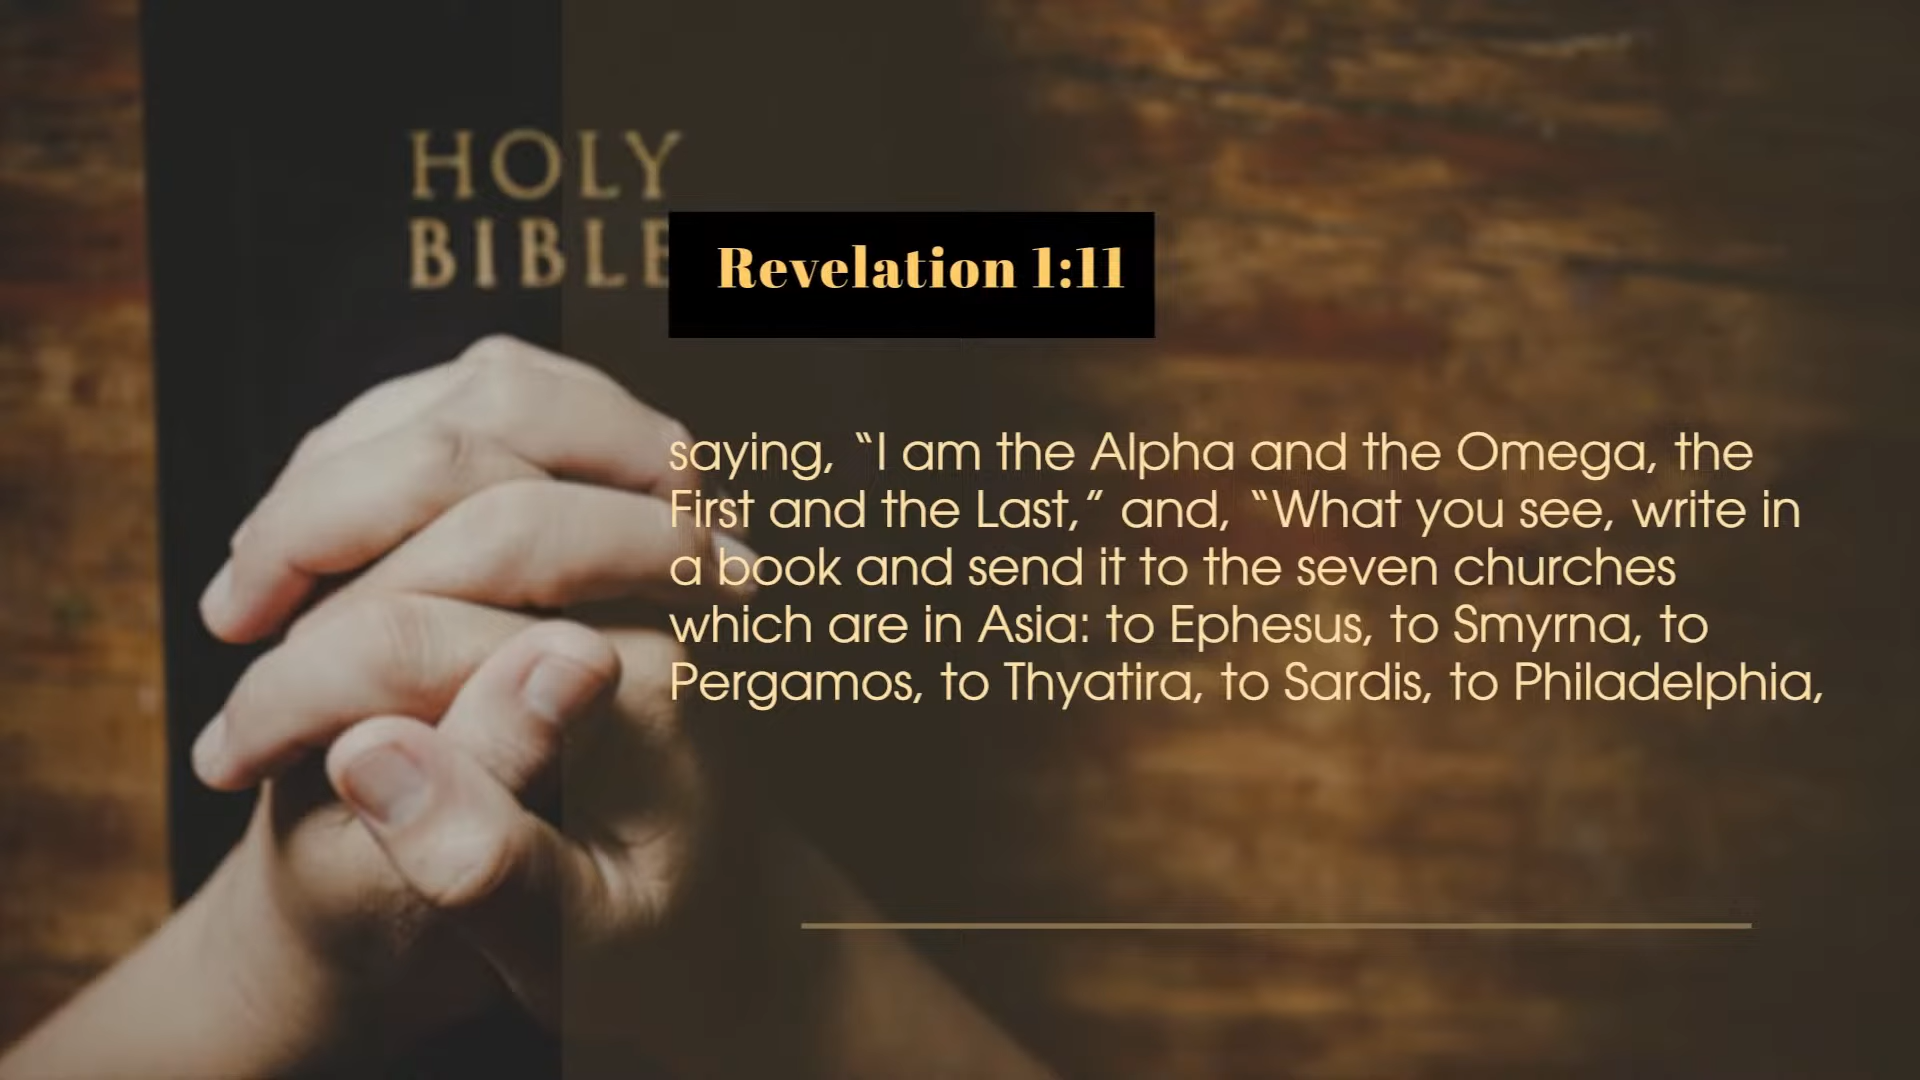 HOLY
BIBLE
Revelation 1:11
saying, “I am the Alpha and the Omega, the
First and the Last,” and, “What you see, write in
a book and send it to the seven churches
which are in Asia: to Ephesus, to Smyrna, to
Pergamos, to Thyatira, to Sardis, to Philadelphia,